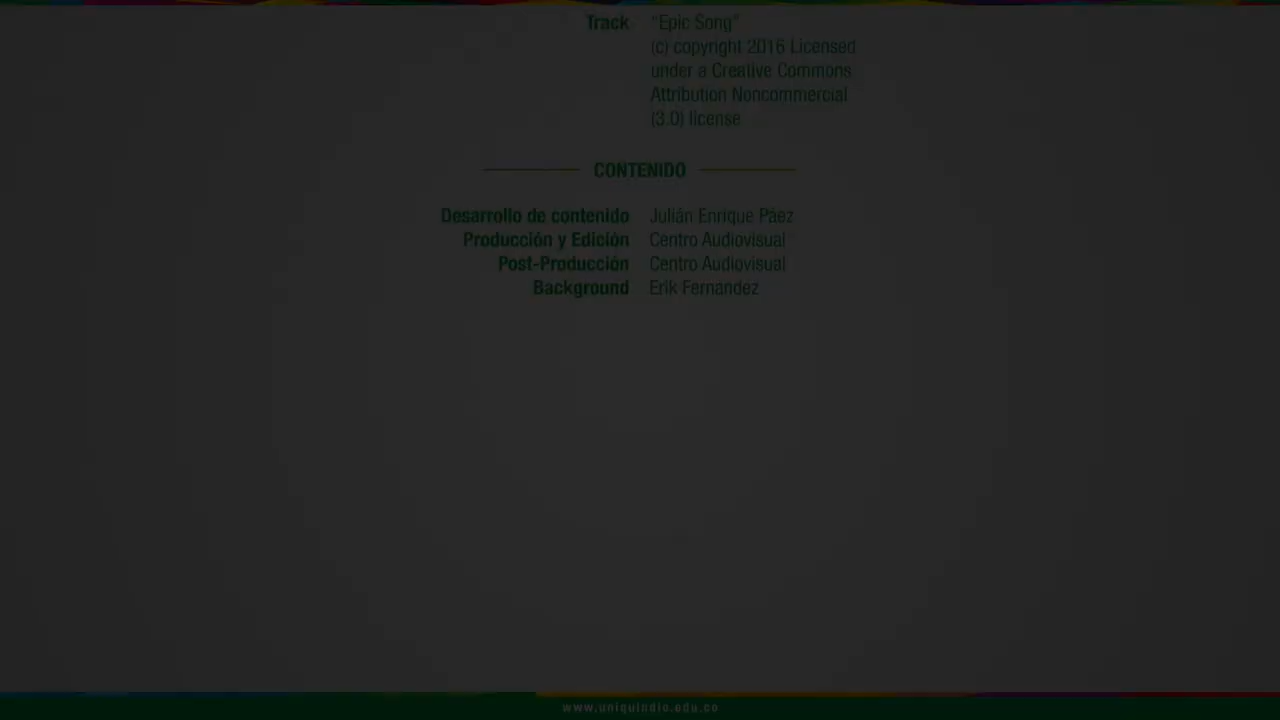 Track “Epic Song”
(c) copyright 2016 Licensed
under a Creative Commons
Attribution Noncommercial
(3.0) license
CONTENIDO
Desarrollo de contenido Julián Enrique Páez
Producción y Edición Centro Audiovisual
Post-Producción Centro Audiovisual
Background Erik Fernandez
www.uniquindio.edu.co